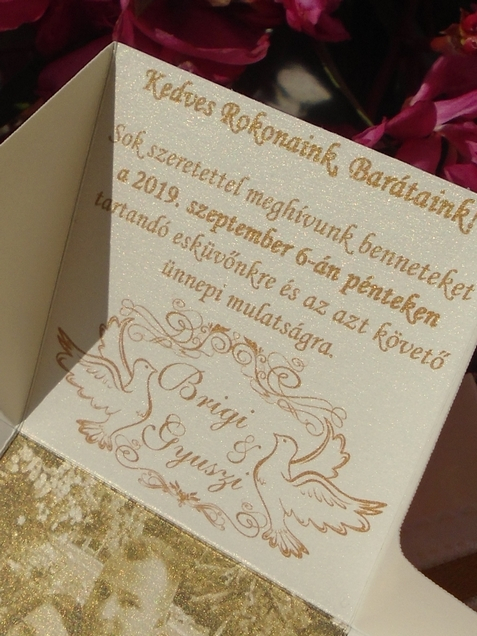 Kedves Rokonaink, Barátaink!
Sok szeretettel meghívunk benneteket
a 2019. szeptember 6-án pénteken
tartandó esküvőnkre és az azt követő
ünnepi mulatságra.
Brigi
&
Gyuszi